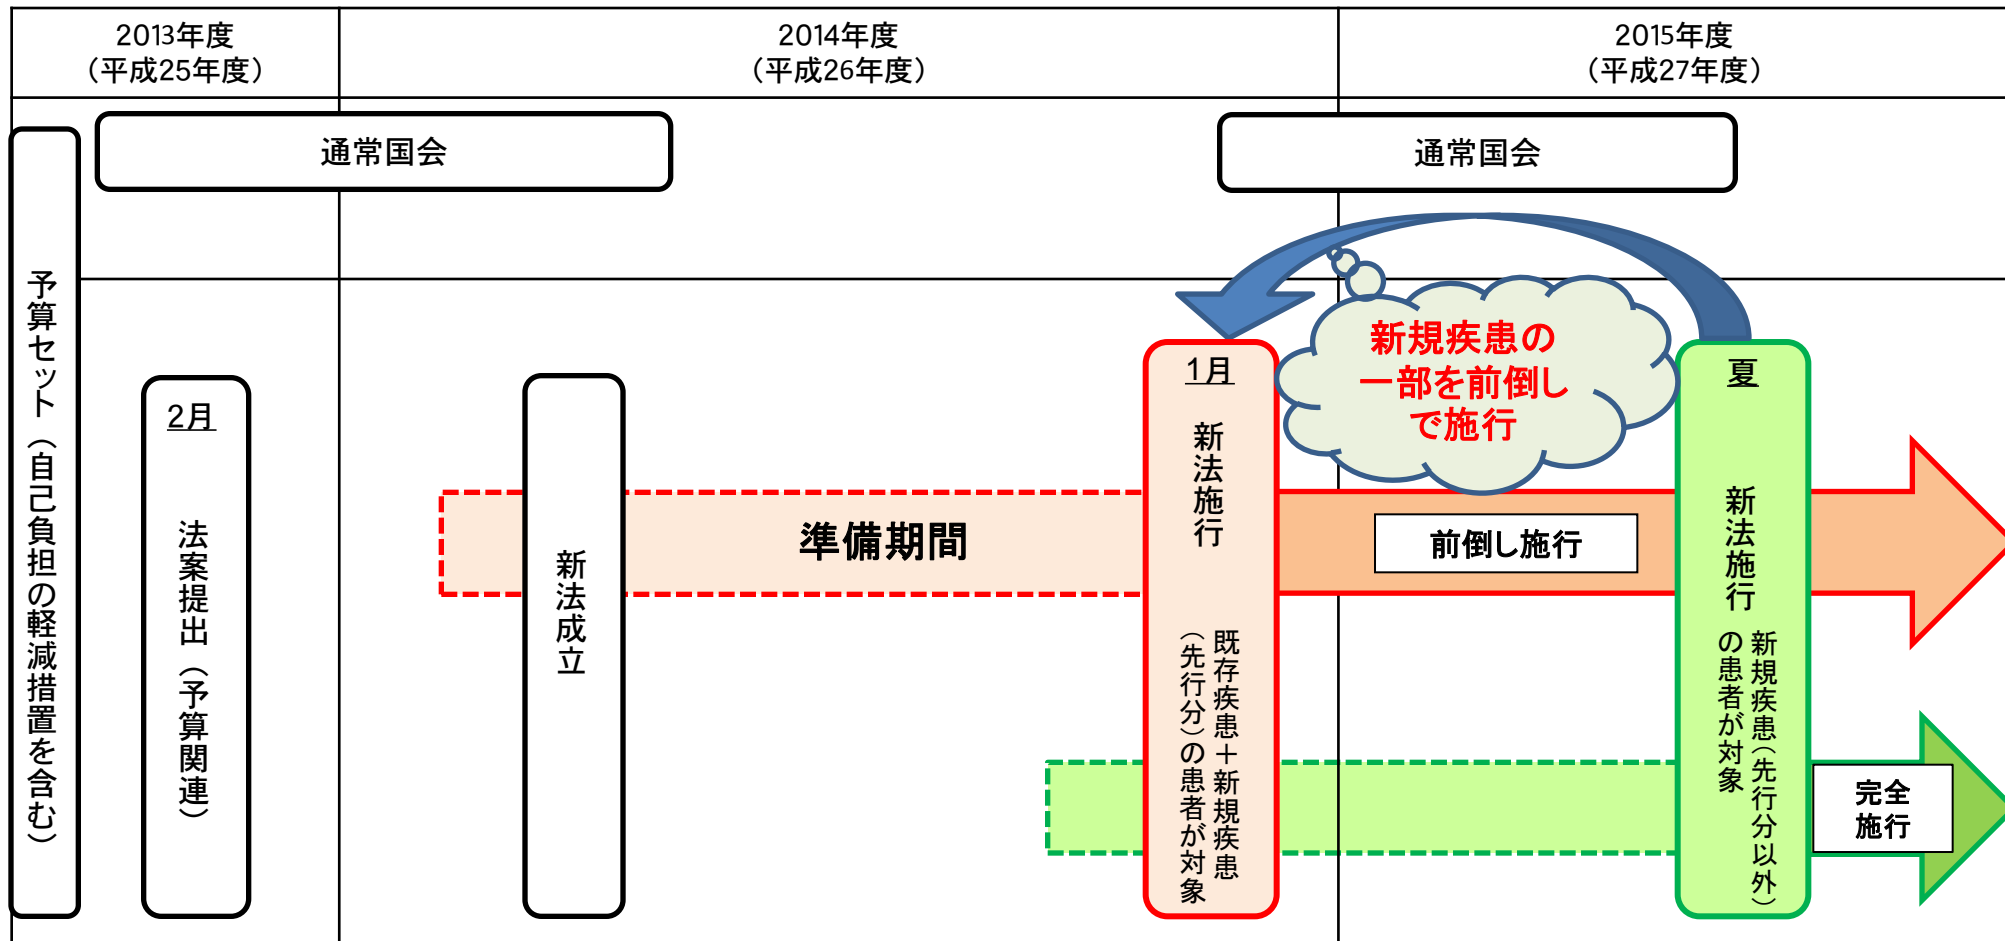 2013年度
（平成25年度）
2014年度
（平成26年度）
2015年度
（平成27年度）
通常国会
通常国会
予算セット（自己負担の軽減措置を含む）
2月
法案提出（予算関連）
新法成立
準備期間
1月
新法施行
既存疾患＋新規疾患
（先行分）の患者が対象
新規疾患の
一部を前倒し
で施行
前倒し施行
夏
新法施行
新規疾患（先行分以外）
の患者が対象
完全
施行